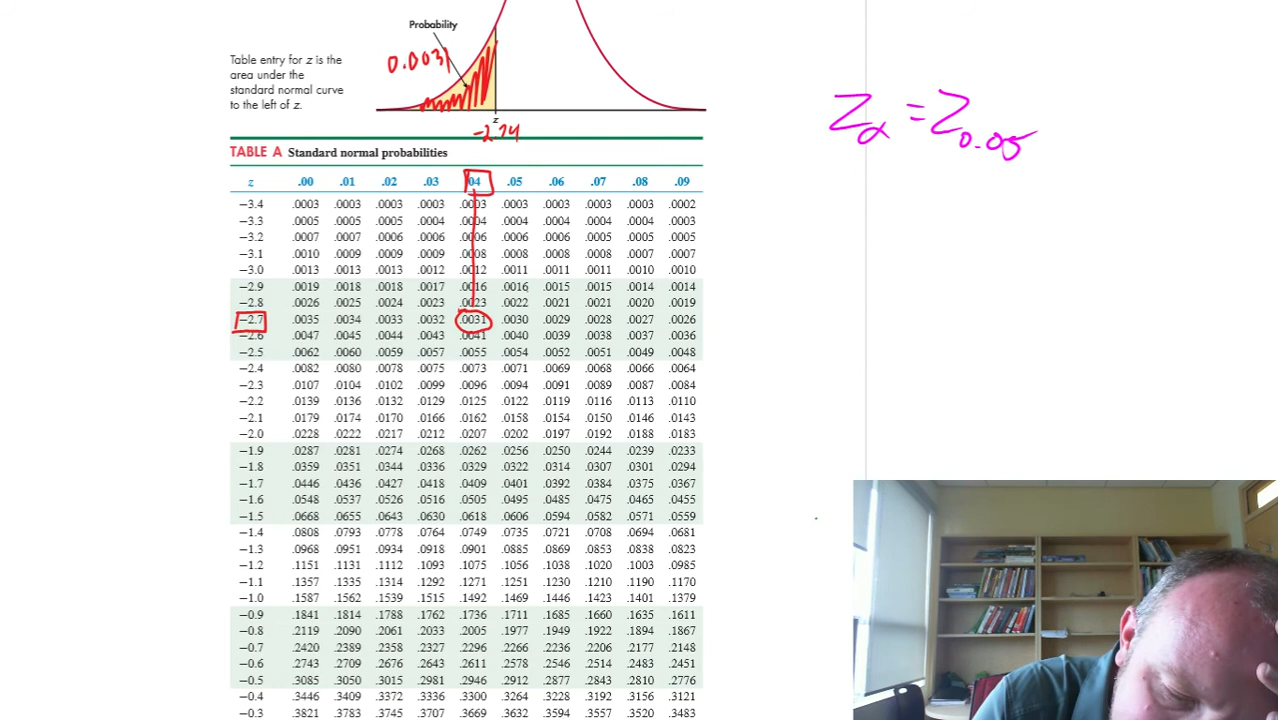 Probability
0.0031
Table entry for z is the
area under the
standard normal curve
to the left of z.
z
-2.74
Zα = Z0.05
TABLE A Standard normal probabilities
z .00 .01 .02 .03 .04 .05 .06 .07 .08 .09
−3.4 .0003 .0003 .0003 .0003 .0003 .0003 .0003 .0003 .0003 .0002
−3.3 .0005 .0005 .0005 .0004 .0004 .0004 .0004 .0004 .0004 .0003
−3.2 .0007 .0007 .0006 .0006 .0006 .0006 .0006 .0005 .0005 .0005
−3.1 .0010 .0009 .0009 .0009 .0008 .0008 .0008 .0008 .0007 .0007
−3.0 .0013 .0013 .0013 .0012 .0012 .0011 .0011 .0011 .0010 .0010
−2.9 .0019 .0018 .0018 .0017 .0016 .0016 .0015 .0015 .0014 .0014
−2.8 .0026 .0025 .0024 .0023 .0023 .0022 .0021 .0021 .0020 .0019
−2.7 .0035 .0034 .0033 .0032 .0031 .0030 .0029 .0028 .0027 .0026
−2.6 .0047 .0045 .0044 .0043 .0041 .0040 .0039 .0038 .0037 .0036
−2.5 .0062 .0060 .0059 .0057 .0055 .0054 .0052 .0051 .0049 .0048
−2.4 .0082 .0080 .0078 .0075 .0073 .0071 .0069 .0068 .0066 .0064
−2.3 .0107 .0104 .0102 .0099 .0096 .0094 .0091 .0089 .0087 .0084
−2.2 .0139 .0136 .0132 .0129 .0125 .0122 .0119 .0116 .0113 .0110
−2.1 .0179 .0174 .0170 .0166 .0162 .0158 .0154 .0150 .0146 .0143
−2.0 .0228 .0222 .0217 .0212 .0207 .0202 .0197 .0192 .0188 .0183
−1.9 .0287 .0281 .0274 .0268 .0262 .0256 .0250 .0244 .0239 .0233
−1.8 .0359 .0351 .0344 .0336 .0329 .0322 .0314 .0307 .0301 .0294
−1.7 .0446 .0436 .0427 .0418 .0409 .0401 .0392 .0384 .0375 .0367
−1.6 .0548 .0537 .0526 .0516 .0505 .0495 .0485 .0475 .0465 .0455
−1.5 .0668 .0655 .0643 .0630 .0618 .0606 .0594 .0582 .0571 .0559
−1.4 .0808 .0793 .0778 .0764 .0749 .0735 .0721 .0708 .0694 .0681
−1.3 .0968 .0951 .0934 .0918 .0901 .0885 .0869 .0853 .0838 .0823
−1.2 .1151 .1131 .1112 .1093 .1075 .1056 .1038 .1020 .1003 .0985
−1.1 .1357 .1335 .1314 .1292 .1271 .1251 .1230 .1210 .1190 .1170
−1.0 .1587 .1562 .1539 .1515 .1492 .1469 .1446 .1423 .1401 .1379
−0.9 .1841 .1814 .1788 .1762 .1736 .1711 .1685 .1660 .1635 .1611
−0.8 .2119 .2090 .2061 .2033 .2005 .1977 .1949 .1922 .1894 .1867
−0.7 .2420 .2389 .2358 .2327 .2296 .2266 .2236 .2206 .2177 .2148
−0.6 .2743 .2709 .2676 .2643 .2611 .2578 .2546 .2514 .2483 .2451
−0.5 .3085 .3050 .3015 .2981 .2946 .2912 .2877 .2843 .2810 .2776
−0.4 .3446 .3409 .3372 .3336 .3300 .3264 .3228 .3192 .3156 .3121
−0.3 .3821 .3783 .3745 .3707 .3669 .3632 .3594 .3557 .3520 .3483